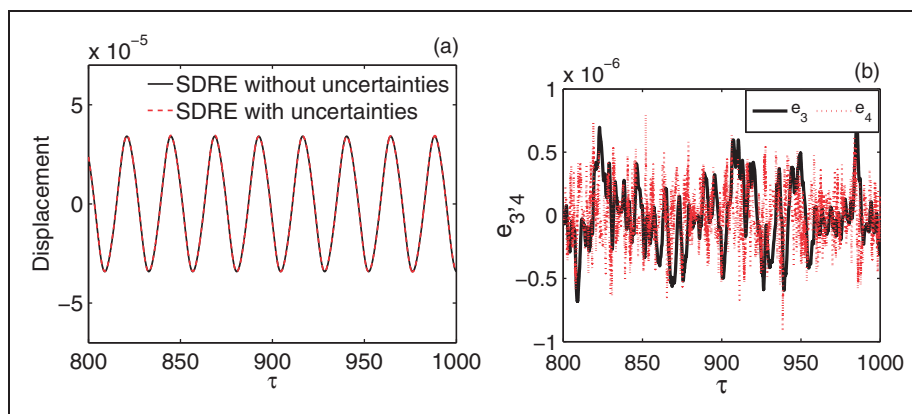 x 10⁻⁵
(a)
SDRE without uncertainties
SDRE with uncertainties
Displacement
5
0
−5
800
850
900
950
1000
τ
x 10⁻⁶
(b)
e₃
e₄
e₃,₄
1
0.5
0
−0.5
−1
800
850
900
950
1000
τ